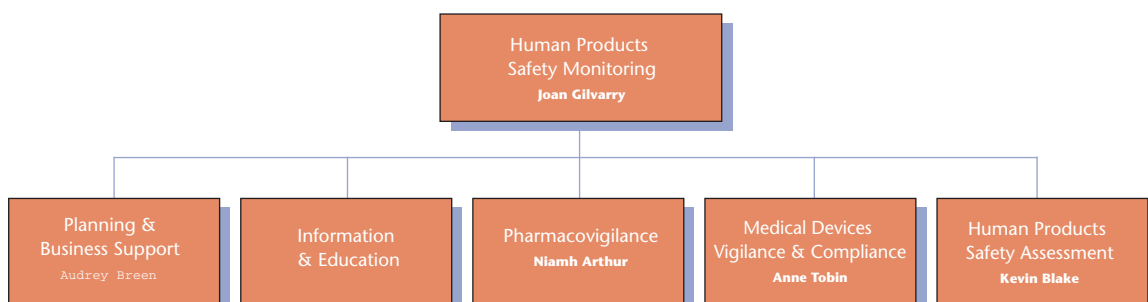 Human Products
Safety Monitoring
Joan Gilvarry
Planning &
Business Support
Audrey Breen
Information
& Education
Pharmacovigilance
Niamh Arthur
Medical Devices
Vigilance & Compliance
Anne Tobin
Human Products
Safety Assessment
Kevin Blake